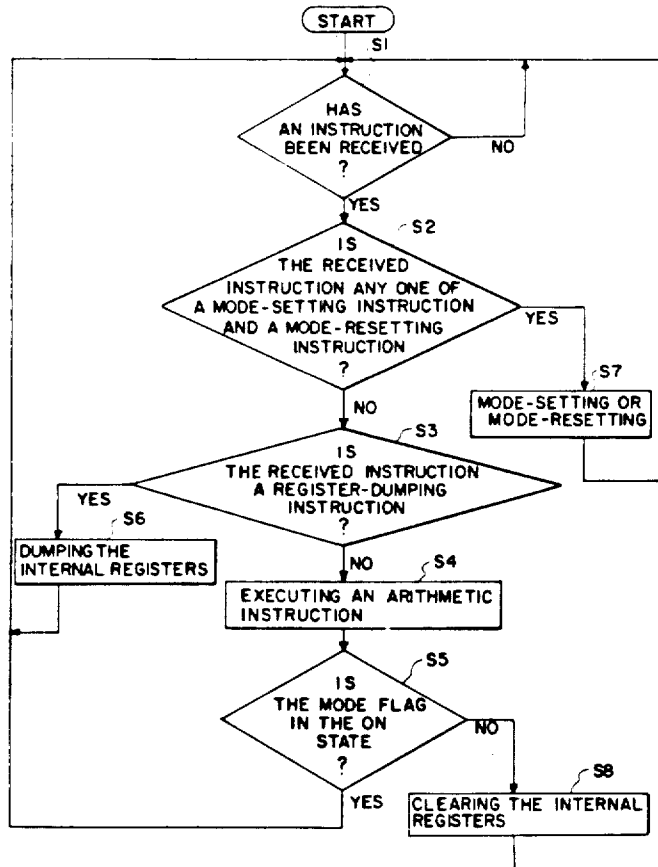 START
S1
HAS
AN INSTRUCTION
BEEN RECEIVED
?
NO
YES
S2
IS
THE RECEIVED
INSTRUCTION ANY ONE OF
A MODE-SETTING INSTRUCTION
AND A MODE-RESETTING
INSTRUCTION
?
YES
NO
S7
MODE-SETTING OR
MODE-RESETTING
S3
IS
THE RECEIVED INSTRUCTION
A REGISTER-DUMPING
INSTRUCTION
?
YES
NO
S6
DUMPING THE
INTERNAL REGISTERS
S4
EXECUTING AN ARITHMETIC
INSTRUCTION
S5
IS
THE MODE FLAG
IN THE ON
STATE
?
NO
YES
S8
CLEARING THE INTERNAL
REGISTERS